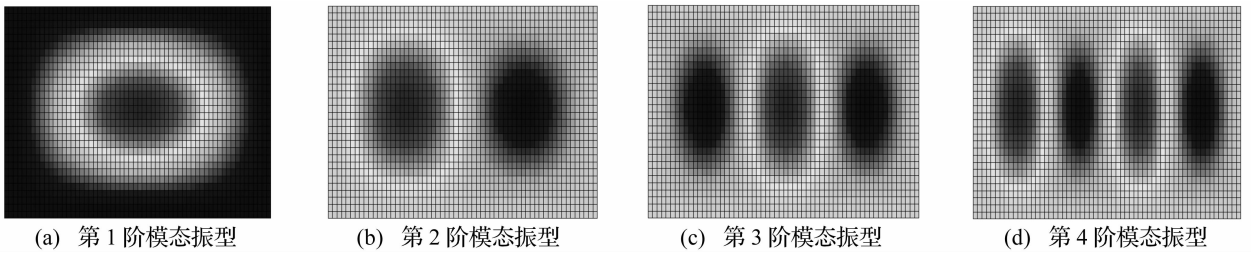 (a) 第 1 阶模态振型
(b) 第 2 阶模态振型
(c) 第 3 阶模态振型
(d) 第 4 阶模态振型